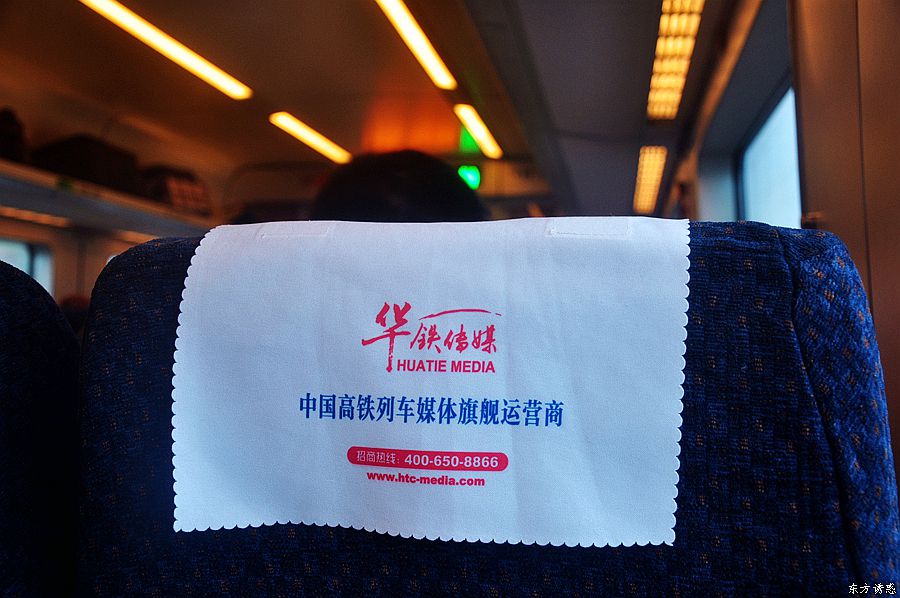 华铁传媒
HUATIE MEDIA
中国高铁列车媒体旗舰运营商
招商热线：400-650-8866
www.htc-media.com
东方诱惑